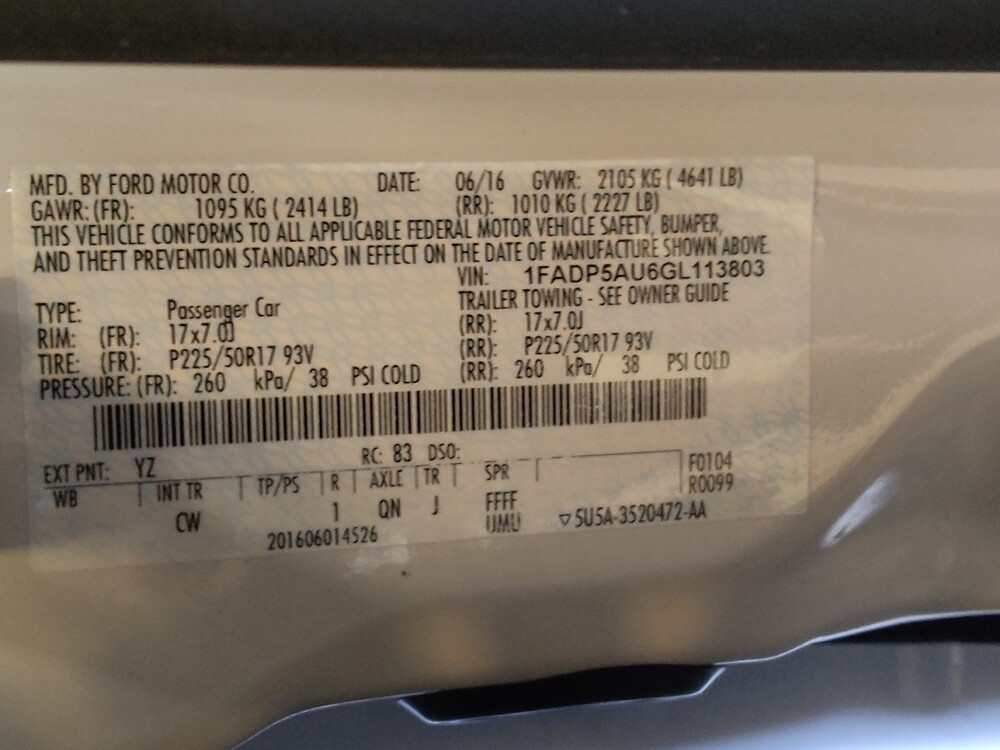 MFD. BY FORD MOTOR CO. DATE: 06/16 GVWR: 2105 KG ( 4641 LB)
GAWR: (FR): 1095 KG ( 2414 LB) (RR): 1010 KG ( 2227 LB)
THIS VEHICLE CONFORMS TO ALL APPLICABLE FEDERAL MOTOR VEHICLE SAFETY, BUMPER,
AND THEFT PREVENTION STANDARDS IN EFFECT ON THE DATE OF MANUFACTURE SHOWN ABOVE.
VIN: 1FADP5AU6GL113803
TYPE: Passenger Car TRAILER TOWING - SEE OWNER GUIDE
RIM: (FR): 17x7.0J (RR): 17x7.0J
TIRE: (FR): P225/50R17 93V (RR): P225/50R17 93V
PRESSURE: (FR): 260 kPa/ 38 PSI COLD (RR): 260 kPa/ 38 PSI COLD
EXT PNT: YZ RC: 83 DSO: F0104
WB INT TR TP/PS R AXLE TR SPR R0099
CW 1 QN J FFFF
201606014526 UMU ▽5U5A-3520472-AA